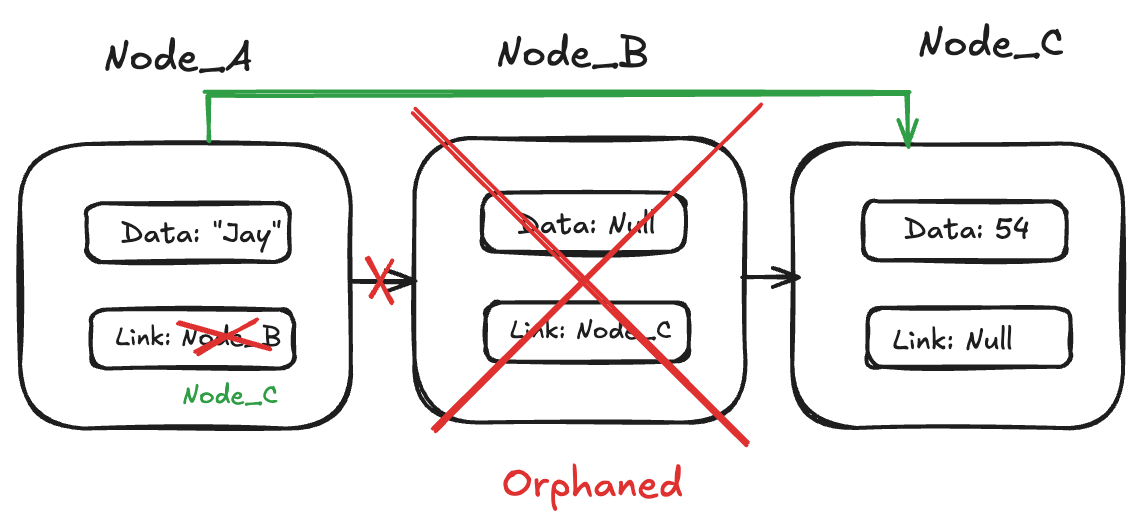 Node_A
Node_B
Node_C
Data: "Jay"
Data: Null
Data: 54
Link: Node_B
Link: Node_C
Link: Null
Node_C
Orphaned